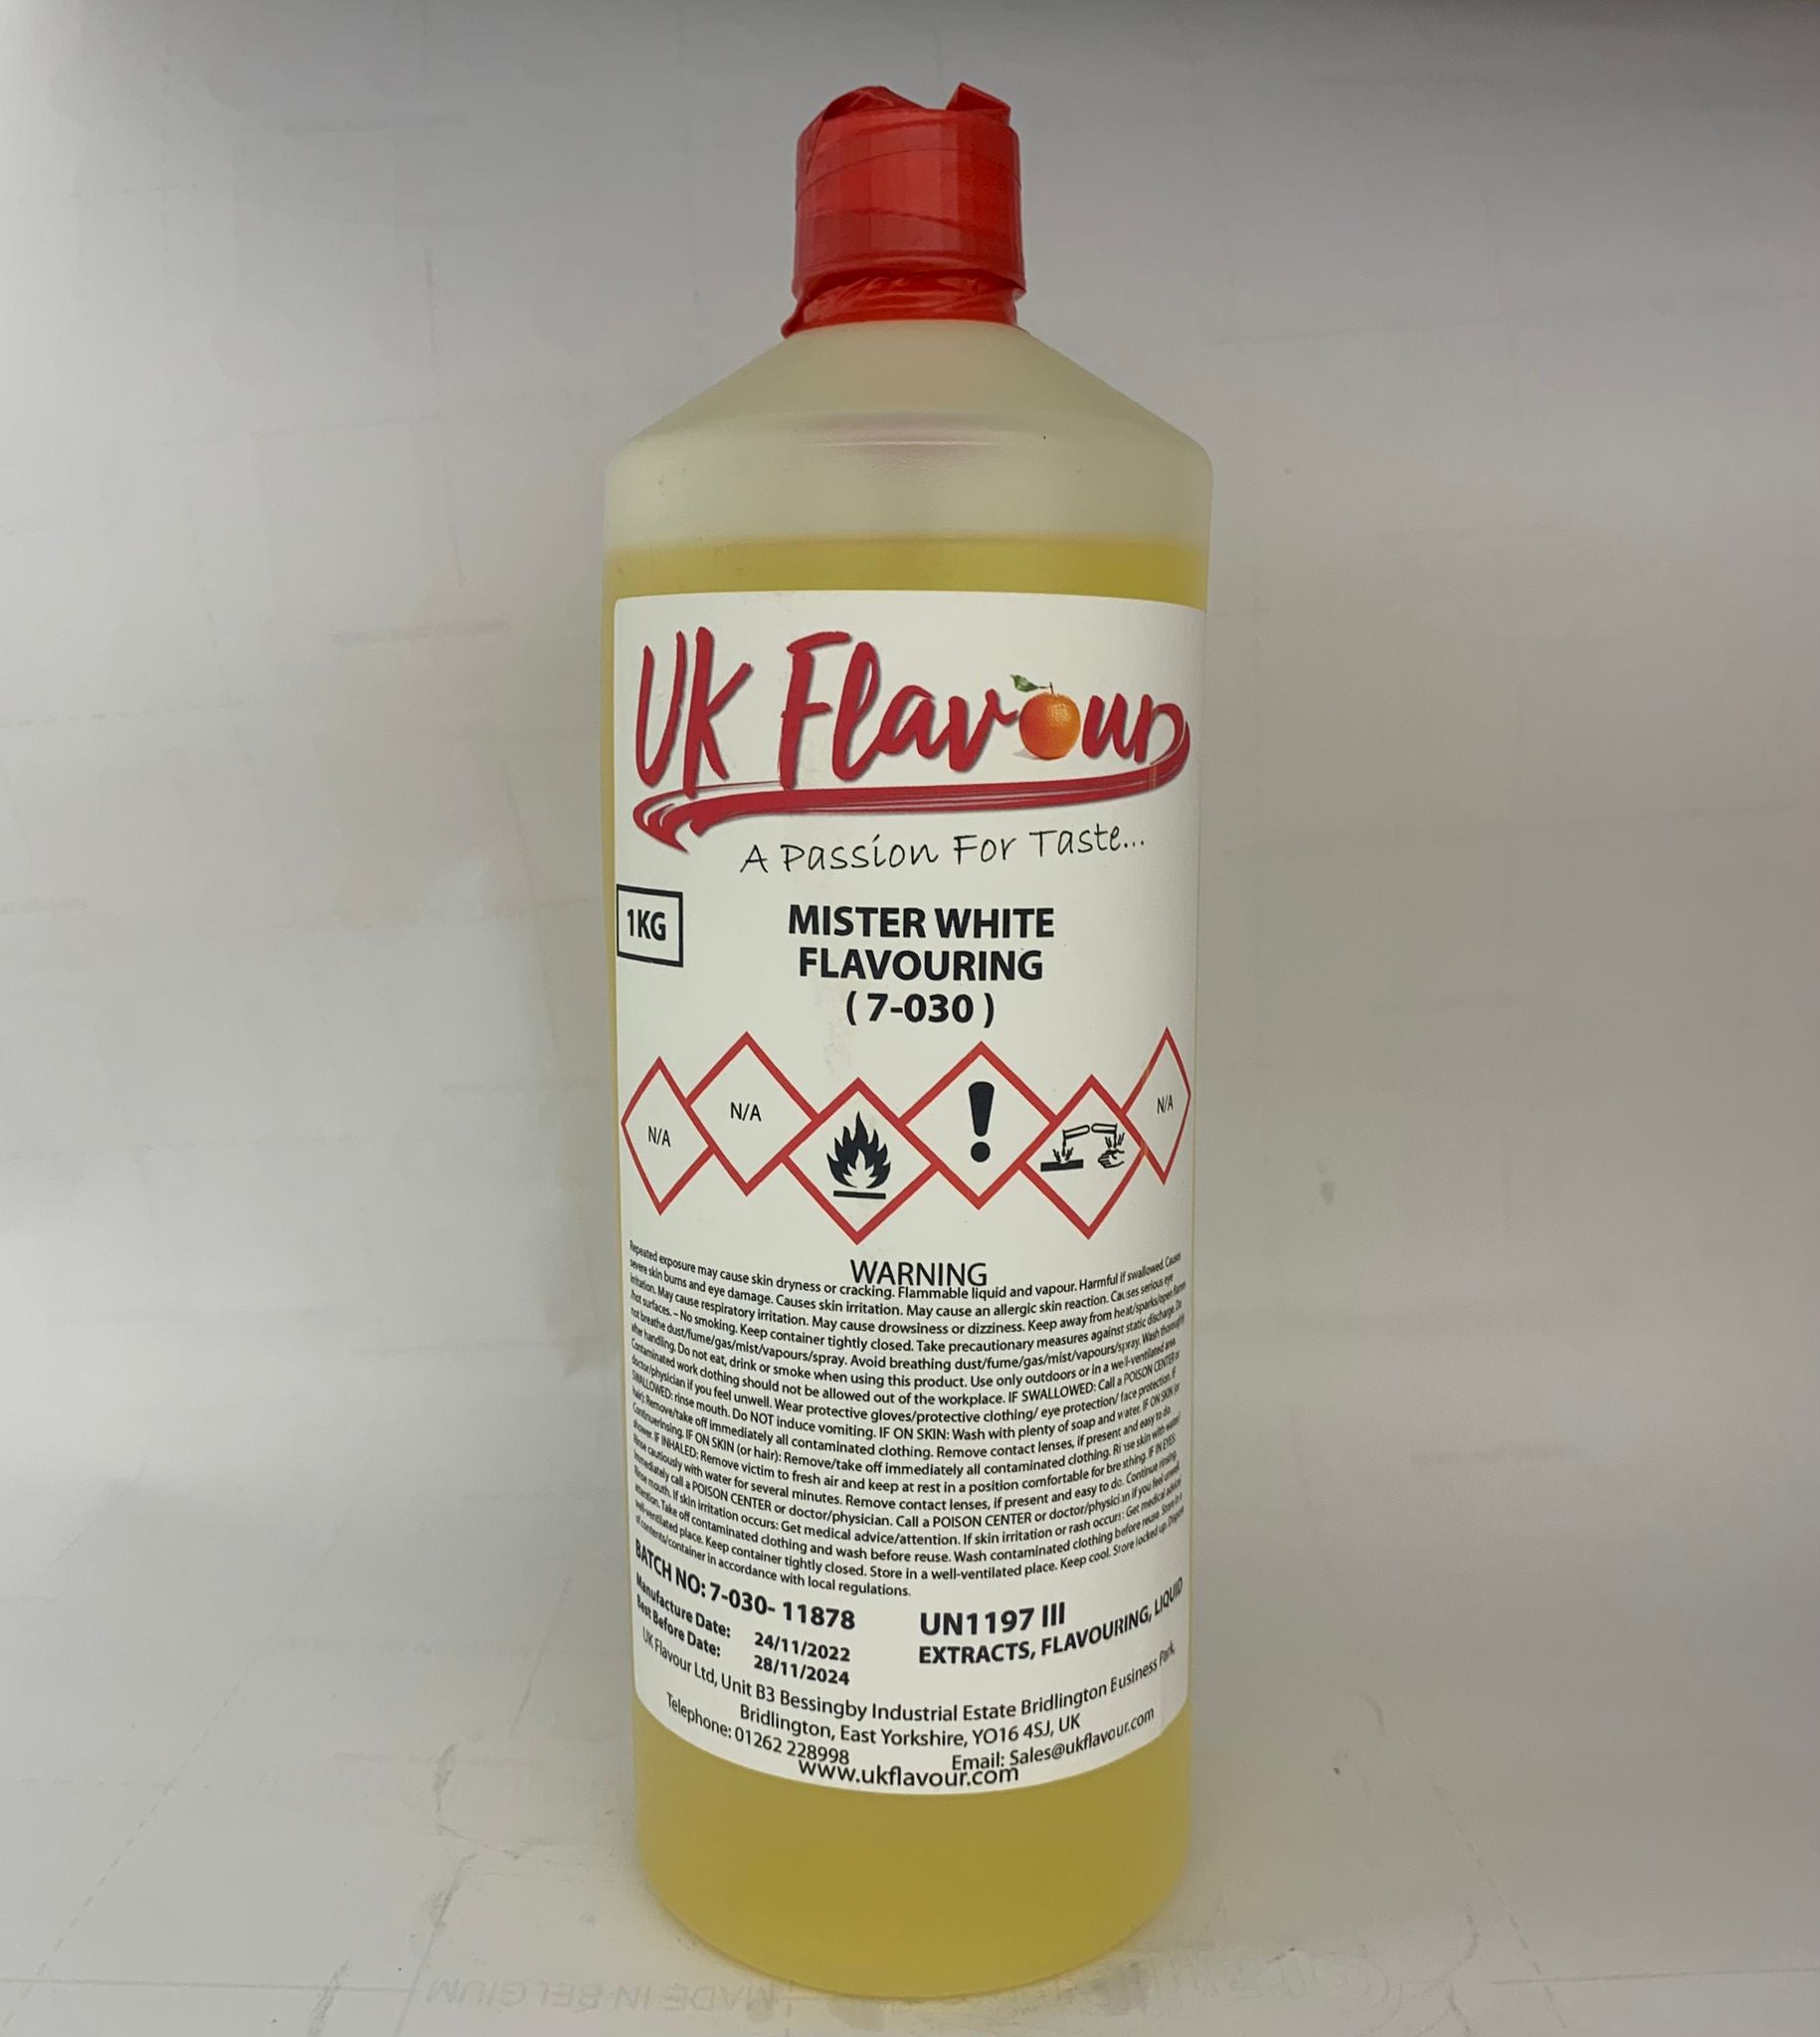 UK Flavour
A Passion For Taste...
1KG
MISTER WHITE
FLAVOURING
( 7-030 )
N/A
N/A
N/A
WARNING
Repeated exposure may cause skin dryness or cracking. Flammable liquid and vapour. Harmful if swallowed. Causes
severe skin burns and eye damage. Causes skin irritation. May cause an allergic skin reaction. Causes serious eye
irritation. May cause respiratory irritation. May cause drowsiness or dizziness. Keep away from heat/sparks/open flames
/hot surfaces. – No smoking. Keep container tightly closed. Take precautionary measures against static discharge. Do
not breathe dust/fume/gas/mist/vapours/spray. Avoid breathing dust/fume/gas/mist/vapours/spray. Wash thoroughly
after handling. Do not eat, drink or smoke when using this product. Use only outdoors or in a well-ventilated area.
Contaminated work clothing should not be allowed out of the workplace. IF SWALLOWED: Call a POISON CENTER or
doctor/physician if you feel unwell. Wear protective gloves/protective clothing/ eye protection/ face protection. IF
SWALLOWED: rinse mouth. Do NOT induce vomiting. IF ON SKIN: Wash with plenty of soap and water. IF ON SKIN (or
hair): Remove/take off immediately all contaminated clothing. Remove contact lenses, if present and easy to do.
Continuerinsing. IF ON SKIN (or hair): Remove/take off immediately all contaminated clothing. Rinse skin with water/
shower. IF INHALED: Remove victim to fresh air and keep at rest in a position comfortable for breathing. IF IN EYES:
Rinse cautiously with water for several minutes. Remove contact lenses, if present and easy to do. Continue rinsing.
Immediately call a POISON CENTER or doctor/physician. Call a POISON CENTER or doctor/physician if you feel unwell.
Rinse mouth. If skin irritation occurs: Get medical advice/attention. If skin irritation or rash occurs: Get medical advice/
attention. Take off contaminated clothing and wash before reuse. Wash contaminated clothing before reuse. Store in a
well-ventilated place. Keep container tightly closed. Store in a well-ventilated place. Keep cool. Store locked up. Dispose
of contents/container in accordance with local regulations.
BATCH NO: 7-030- 11878
Manufacture Date: 24/11/2022
Best Before Date: 28/11/2024
UN1197 III
EXTRACTS, FLAVOURING, LIQUID
UK Flavour Ltd, Unit B3 Bessingby Industrial Estate Bridlington Business Park
Bridlington, East Yorkshire, YO16 4SJ, UK
Telephone: 01262 228998 Email: Sales@ukflavour.com
www.ukflavour.com
MADE IN BELGIUM